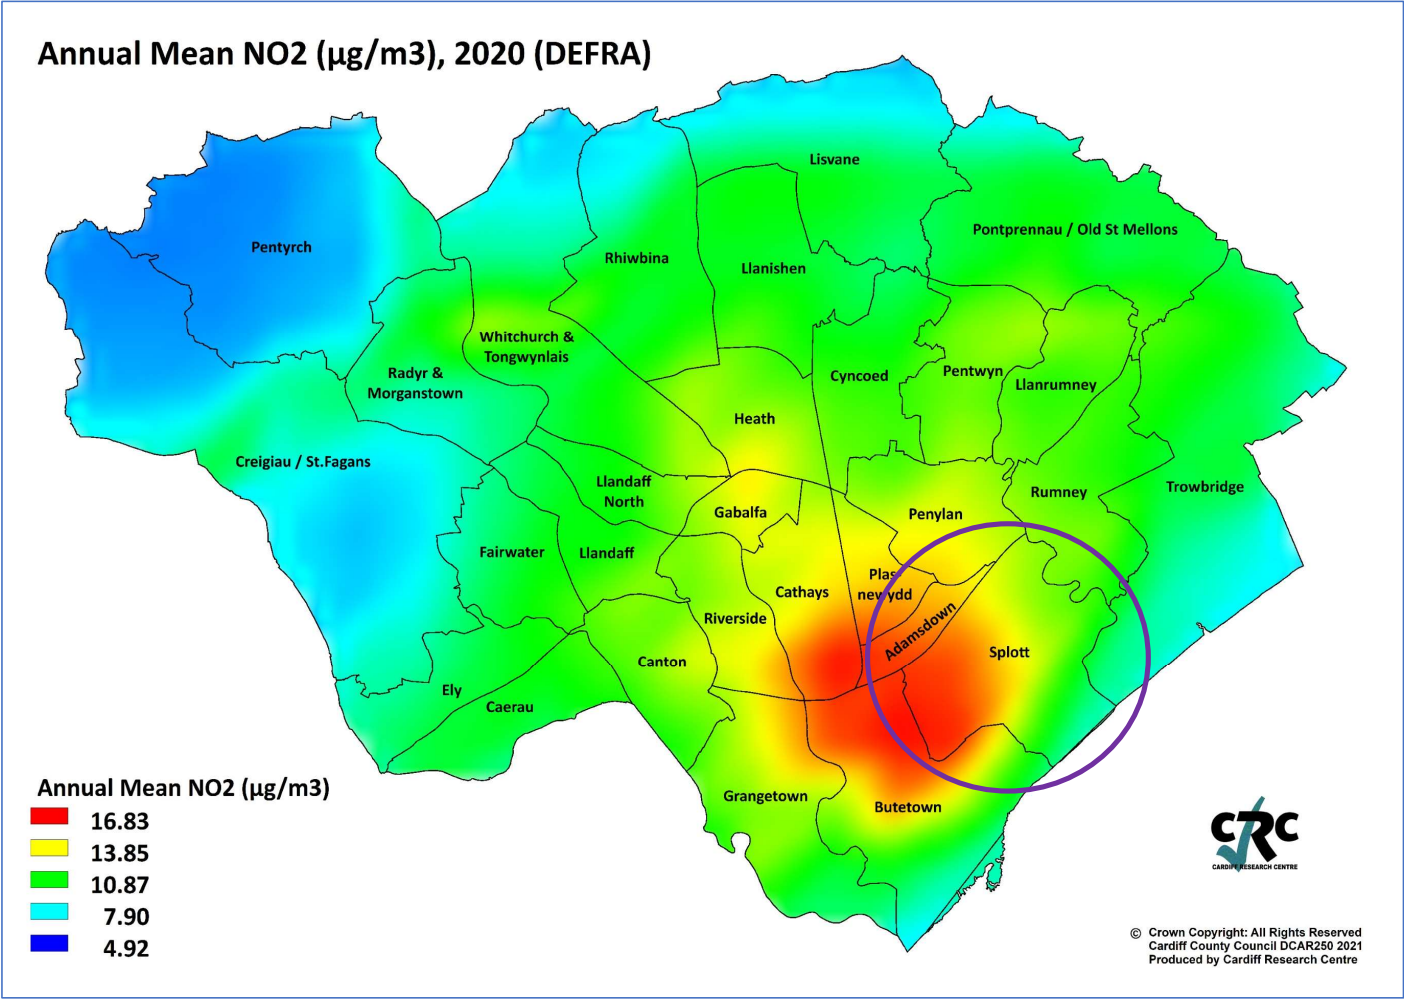 Annual Mean NO2 (µg/m3), 2020 (DEFRA)
Lisvane
Pontprennau / Old St Mellons
Pentyrch
Rhiwbina
Llanishen
Whitchurch &
Tongwynlais
Radyr &
Morganstown
Cyncoed
Pentwyn
Llanrumney
Heath
Creigiau / St.Fagans
Llandaff
North
Gabalfa
Rumney
Trowbridge
Penylan
Fairwater
Llandaff
Plas
newydd
Cathays
Riverside
Adamsdown
Splott
Canton
Ely
Caerau
Grangetown
Butetown
Annual Mean NO2 (µg/m3)
16.83
13.85
10.87
7.90
4.92
CRC
CARDIFF RESEARCH CENTRE
© Crown Copyright: All Rights Reserved
Cardiff County Council DCAR250 2021
Produced by Cardiff Research Centre